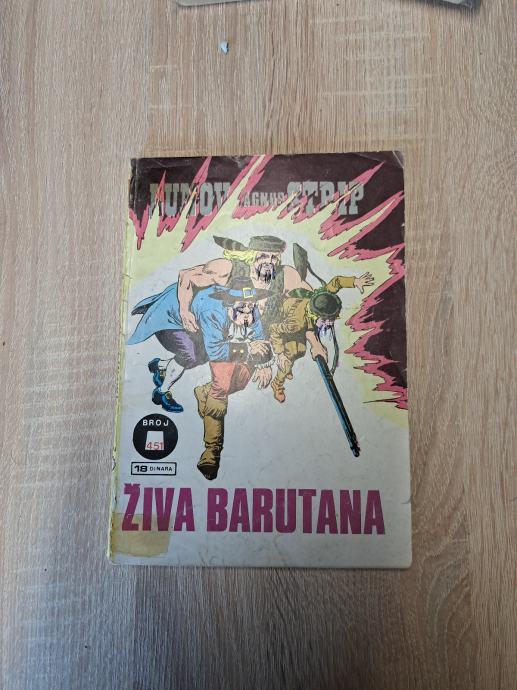 LUNOV MAGNUS STRIP
BROJ
451
18 DINARA
ŽIVA BARUTANA